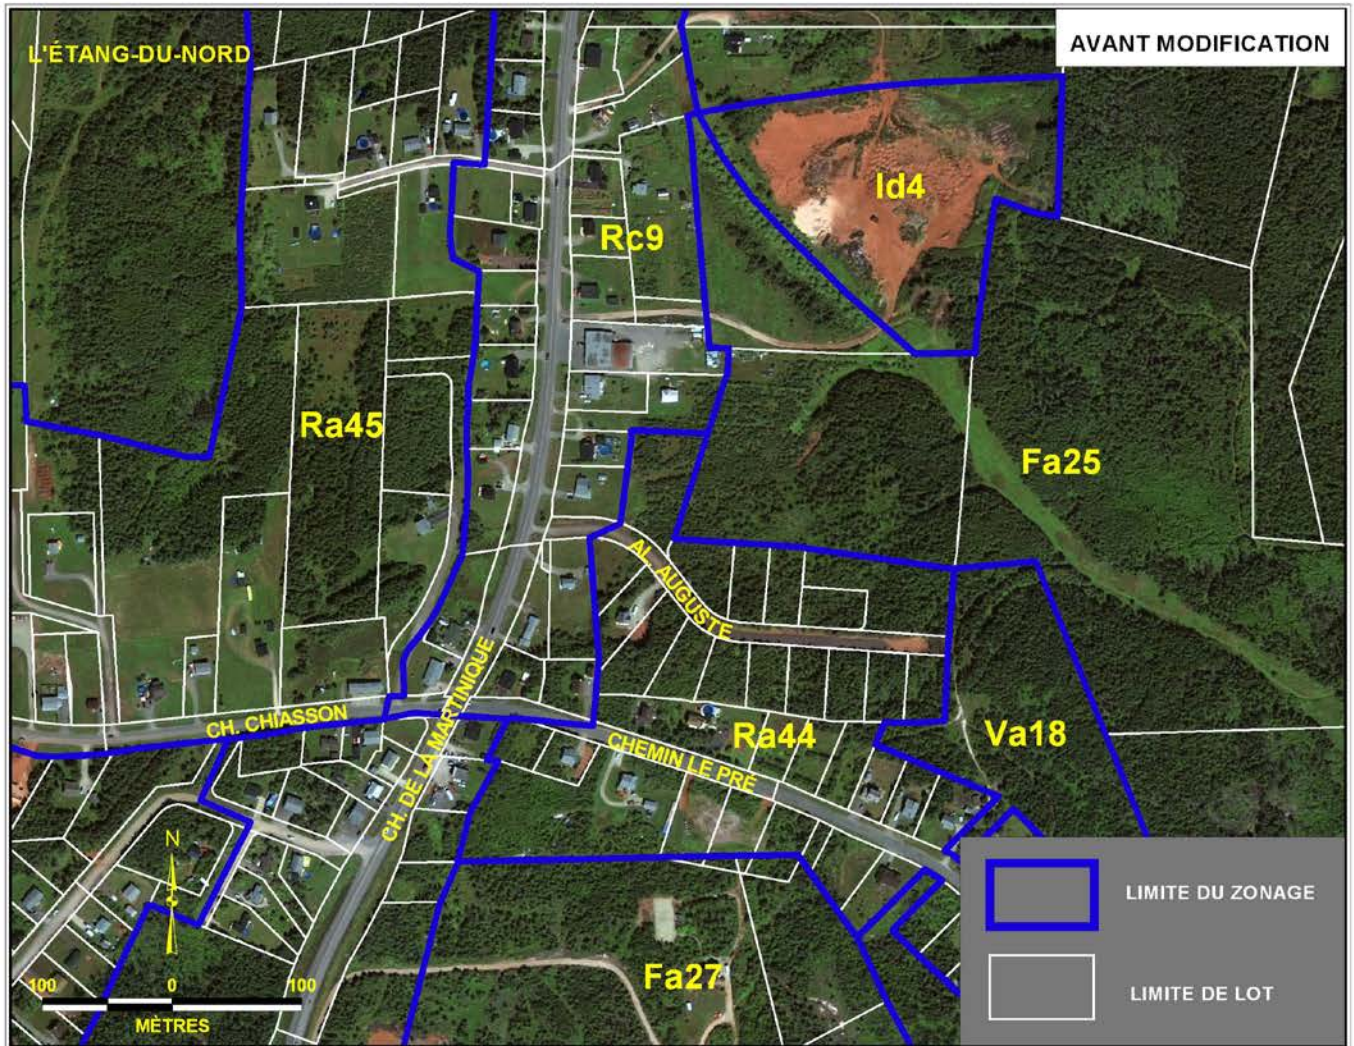 L'ÉTANG-DU-NORD
AVANT MODIFICATION
Id4
Rc9
Ra45
Fa25
AL. AUGUSTE
CH. DE LA MARTINIQUE
CH. CHIASSON
Ra44
Va18
CHEMIN LE PRÉ
N
LIMITE DU ZONAGE
Fa27
100 0 100
LIMITE DE LOT
MÈTRES